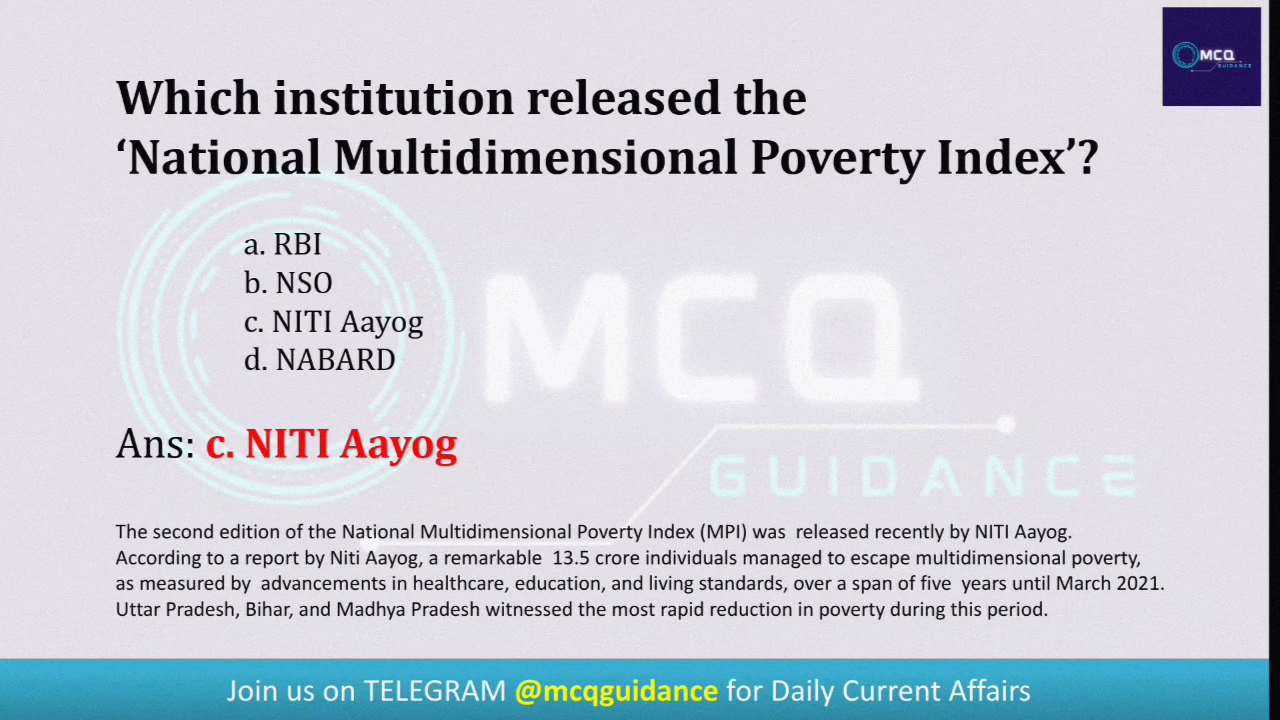 MCQ
GUIDANCE
Which institution released the
‘National Multidimensional Poverty Index’?
a. RBI
b. NSO
c. NITI Aayog
d. NABARD
MCQ
GUIDANCE
Ans: c. NITI Aayog
The second edition of the National Multidimensional Poverty Index (MPI) was released recently by NITI Aayog.
According to a report by Niti Aayog, a remarkable 13.5 crore individuals managed to escape multidimensional poverty,
as measured by advancements in healthcare, education, and living standards, over a span of five years until March 2021.
Uttar Pradesh, Bihar, and Madhya Pradesh witnessed the most rapid reduction in poverty during this period.
Join us on TELEGRAM @mcqguidance for Daily Current Affairs